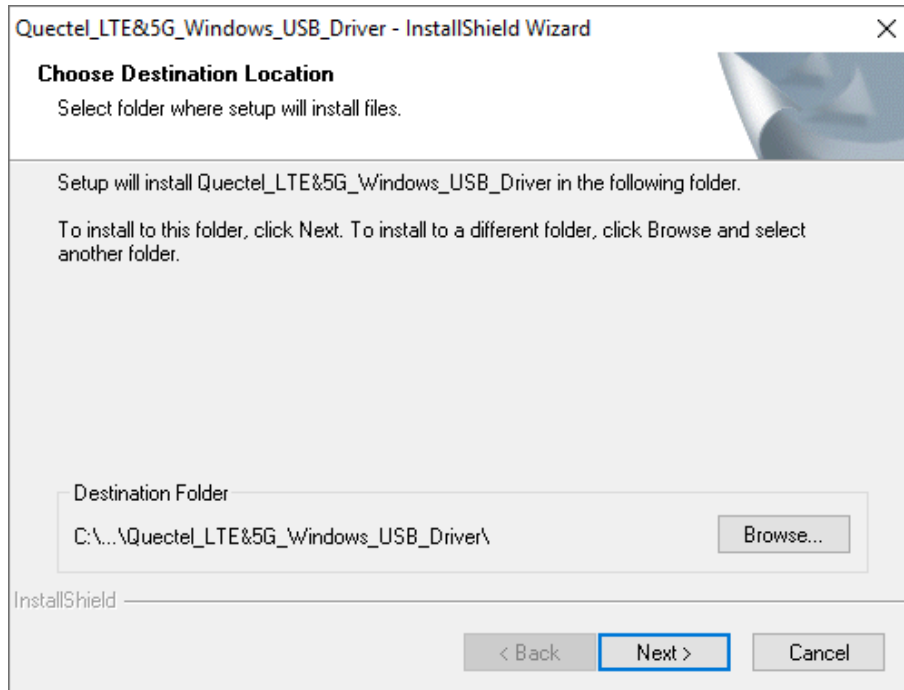 Quectel_LTE&5G_Windows_USB_Driver - InstallShield Wizard
Choose Destination Location
Select folder where setup will install files.
Setup will install Quectel_LTE&5G_Windows_USB_Driver in the following folder.
To install to this folder, click Next. To install to a different folder, click Browse and select
another folder.
Destination Folder
C:\...\Quectel_LTE&5G_Windows_USB_Driver\
Browse...
InstallShield
< Back
Next >
Cancel